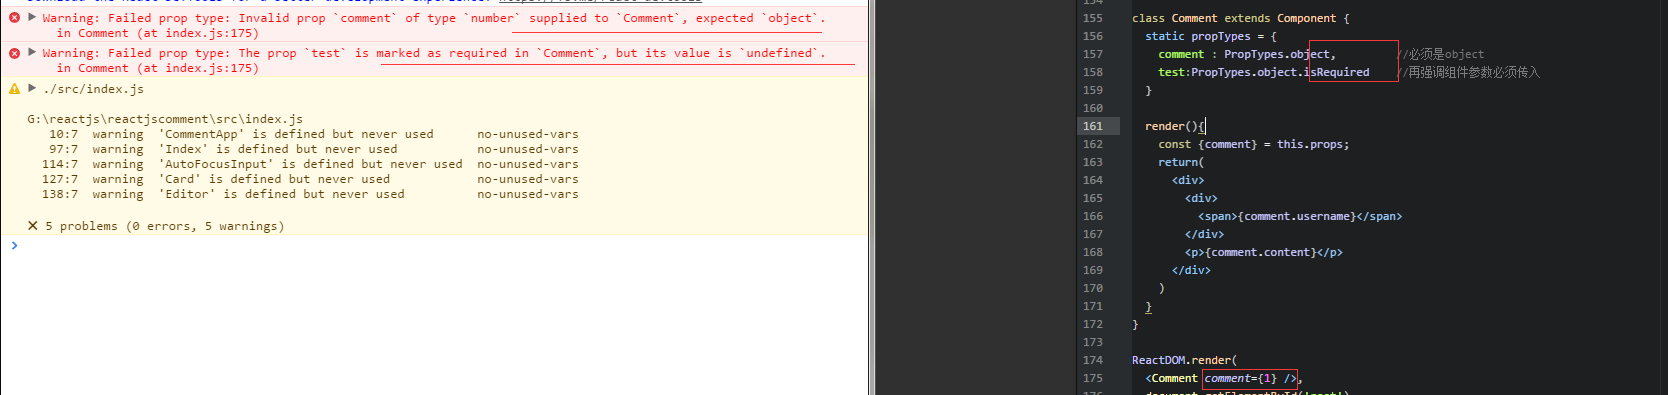 Warning: Failed prop type: Invalid prop `comment` of type `number` supplied to `Comment`, expected `object`.
in Comment (at index.js:175)
Warning: Failed prop type: The prop `test` is marked as required in `Comment`, but its value is `undefined`.
in Comment (at index.js:175)
./src/index.js
G:\reactjs\reactjscomment\src\index.js
10:7 warning 'CommentApp' is defined but never used no-unused-vars
97:7 warning 'Index' is defined but never used no-unused-vars
114:7 warning 'AutoFocusInput' is defined but never used no-unused-vars
127:7 warning 'Card' is defined but never used no-unused-vars
138:7 warning 'Editor' is defined but never used no-unused-vars
✕ 5 problems (0 errors, 5 warnings)
>
154
155 class Comment extends Component {
156 static propTypes = {
157 comment : PropTypes.object, //必须是object
158 test:PropTypes.object.isRequired //再强调组件参数必须传入
159 }
160
161 render(){
162 const {comment} = this.props;
163 return(
164 <div>
165 <div>
166 <span>{comment.username}</span>
167 </div>
168 <p>{comment.content}</p>
169 </div>
170 )
171 }
172 }
173
174 ReactDOM.render(
175 <Comment comment={1} />,